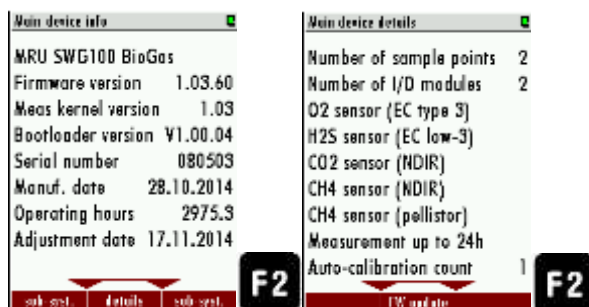 Main device info
MRU SWG100 BioGas
Firmware version 1.03.60
Meas kernel version 1.03
Bootloader version V1.00.04
Serial number 080503
Manuf. date 28.10.2014
Operating hours 2975.3
Adjustment date 17.11.2014
sub-syst. details sub-syst.
F2
Main device details
Number of sample points 2
Number of I/O modules 2
O2 sensor (EC type 3)
H2S sensor (EC low-3)
CO2 sensor (NDIR)
CH4 sensor (NDIR)
CH4 sensor (pellistor)
Measurement up to 24h
Auto-calibration count 1
FW update
F2